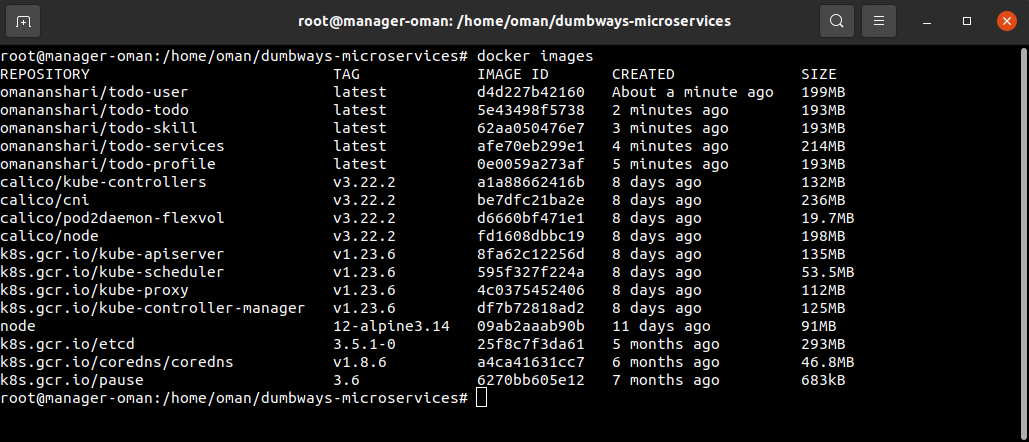 root@manager-oman: /home/oman/dumbways-microservices
root@manager-oman:/home/oman/dumbways-microservices# docker images
REPOSITORY TAG IMAGE ID CREATED SIZE
omananshari/todo-user latest d4d227b42160 About a minute ago 199MB
omananshari/todo-todo latest 5e43498f5738 2 minutes ago 193MB
omananshari/todo-skill latest 62aa050476e7 3 minutes ago 193MB
omananshari/todo-services latest afe70eb299e1 4 minutes ago 214MB
omananshari/todo-profile latest 0e0059a273af 5 minutes ago 193MB
calico/kube-controllers v3.22.2 a1a88662416b 8 days ago 132MB
calico/cni v3.22.2 be7dfc21ba2e 8 days ago 236MB
calico/pod2daemon-flexvol v3.22.2 d6660bf471e1 8 days ago 19.7MB
calico/node v3.22.2 fd1608dbbc19 8 days ago 198MB
k8s.gcr.io/kube-apiserver v1.23.6 8fa62c12256d 8 days ago 135MB
k8s.gcr.io/kube-scheduler v1.23.6 595f327f224a 8 days ago 53.5MB
k8s.gcr.io/kube-proxy v1.23.6 4c0375452406 8 days ago 112MB
k8s.gcr.io/kube-controller-manager v1.23.6 df7b72818ad2 8 days ago 125MB
node 12-alpine3.14 09ab2aaab90b 11 days ago 91MB
k8s.gcr.io/etcd 3.5.1-0 25f8c7f3da61 5 months ago 293MB
k8s.gcr.io/coredns/coredns v1.8.6 a4ca41631cc7 6 months ago 46.8MB
k8s.gcr.io/pause 3.6 6270bb605e12 7 months ago 683kB
root@manager-oman:/home/oman/dumbways-microservices#